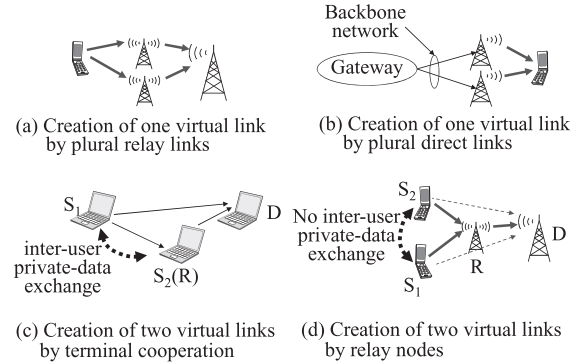 Backbone
network
Gateway
(a) Creation of one virtual link
by plural relay links
(b) Creation of one virtual link
by plural direct links
S1
D
inter-user
private-data
exchange
S2(R)
(c) Creation of two virtual links
by terminal cooperation
S2
No inter-user
private-data
exchange
D
R
S1
(d) Creation of two virtual links
by relay nodes